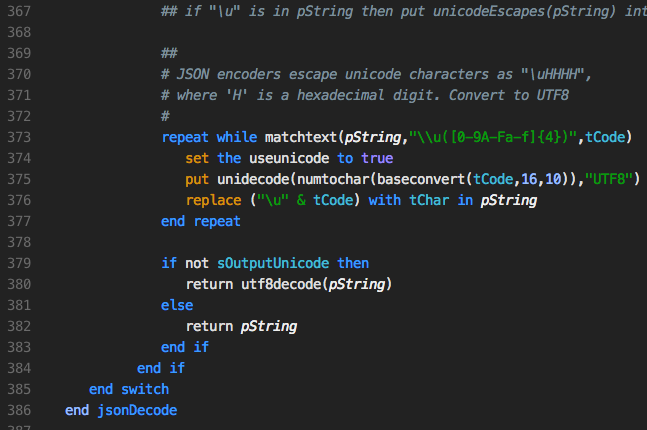 367 ## if "\u" is in pString then put unicodeEscapes(pString) int
368
369 ##
370 # JSON encoders escape unicode characters as "\uHHHH",
371 # where 'H' is a hexadecimal digit. Convert to UTF8
372 #
373 repeat while matchtext(pString,"\\u([0-9A-Fa-f]{4})",tCode)
374 set the useunicode to true
375 put unidecode(numtochar(baseconvert(tCode,16,10)),"UTF8")
376 replace ("\u" & tCode) with tChar in pString
377 end repeat
378
379 if not sOutputUnicode then
380 return utf8decode(pString)
381 else
382 return pString
383 end if
384 end if
385 end switch
386 end jsonDecode
387